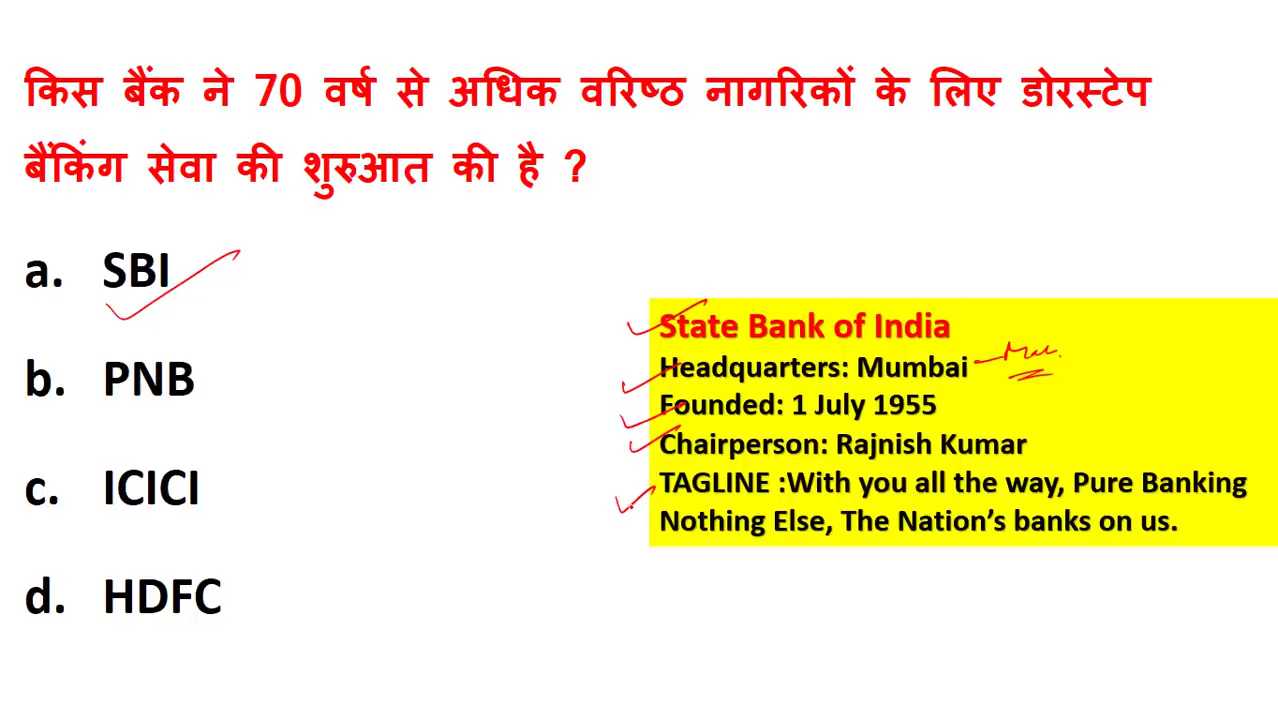 किस बैंक ने 70 वर्ष से अधिक वरिष्ठ नागरिकों के लिए डोरस्टेप
बैंकिंग सेवा की शुरुआत की है ?
a. SBI
b. PNB
c. ICICI
d. HDFC
State Bank of India
Headquarters: Mumbai
Founded: 1 July 1955
Chairperson: Rajnish Kumar
TAGLINE :With you all the way, Pure Banking
Nothing Else, The Nation’s banks on us.